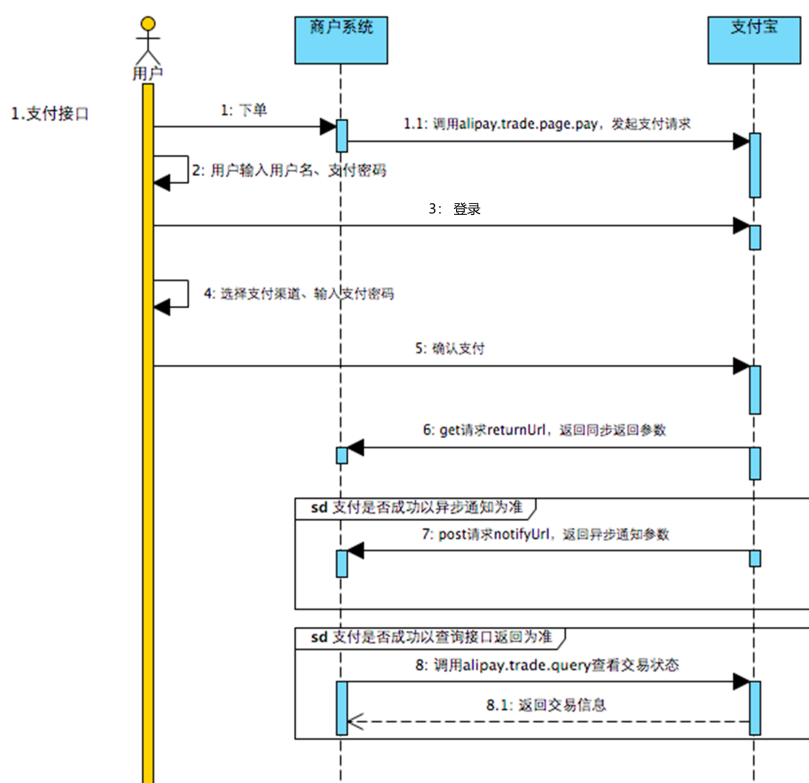 商户系统
支付宝
用户
1.支付接口
1: 下单
1.1: 调用alipay.trade.page.pay，发起支付请求
2: 用户输入用户名、支付密码
3: 登录
4: 选择支付渠道、输入支付密码
5: 确认支付
6: get请求returnUrl，返回同步返回参数
sd 支付是否成功以异步通知为准
7: post请求notifyUrl，返回异步通知参数
sd 支付是否成功以查询接口返回为准
8: 调用alipay.trade.query查看交易状态
8.1: 返回交易信息